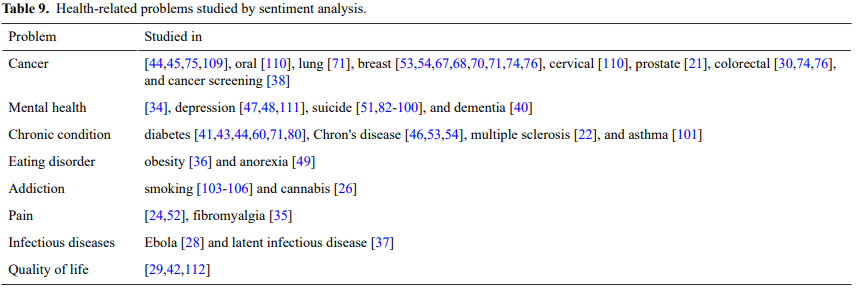 Table 9. Health-related problems studied by sentiment analysis.
Problem Studied in
Cancer [44,45,75,109], oral [110], lung [71], breast [53,54,67,68,70,71,74,76], cervical [110], prostate [21], colorectal [30,74,76],
and cancer screening [38]
Mental health [34], depression [47,48,111], suicide [51,82-100], and dementia [40]
Chronic condition diabetes [41,43,44,60,71,80], Chron's disease [46,53,54], multiple sclerosis [22], and asthma [101]
Eating disorder obesity [36] and anorexia [49]
Addiction smoking [103-106] and cannabis [26]
Pain [24,52], fibromyalgia [35]
Infectious diseases Ebola [28] and latent infectious disease [37]
Quality of life [29,42,112]